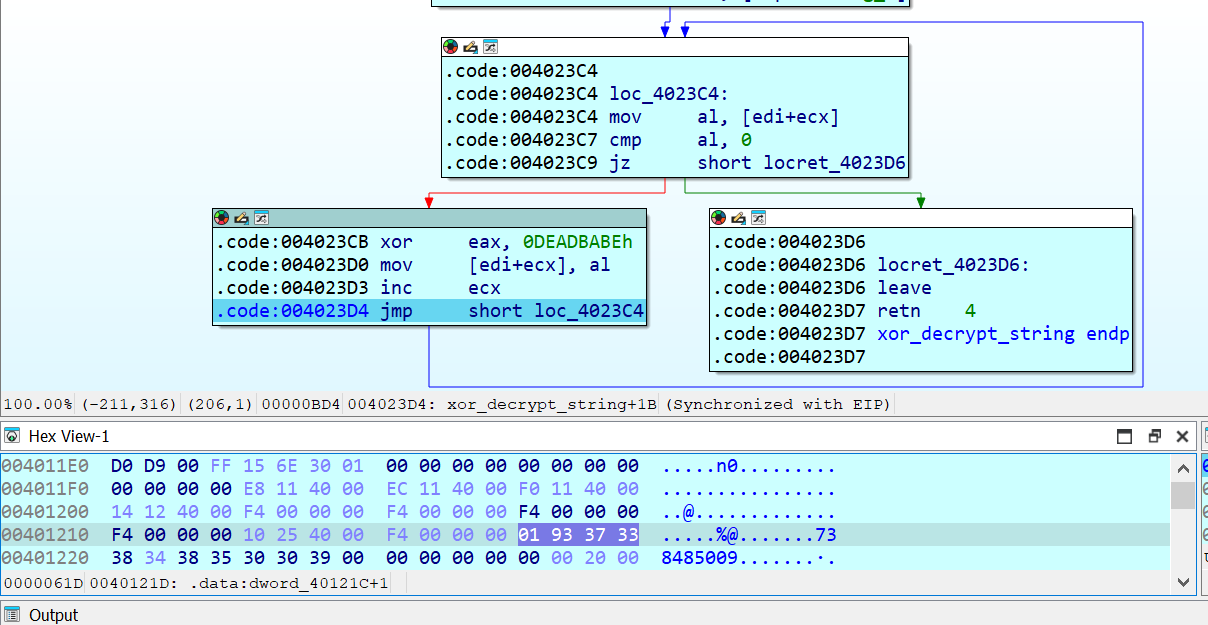 .code:004023C4
.code:004023C4 loc_4023C4:
.code:004023C4 mov     al, [edi+ecx]
.code:004023C7 cmp     al, 0
.code:004023C9 jz      short locret_4023D6
.code:004023CB xor     eax, 0DEADBABEh
.code:004023D0 mov     [edi+ecx], al
.code:004023D3 inc     ecx
.code:004023D4 jmp     short loc_4023C4
.code:004023D6
.code:004023D6 locret_4023D6:
.code:004023D6 leave
.code:004023D7 retn    4
.code:004023D7 xor_decrypt_string endp
.code:004023D7
100.00% (-211,316) (206,1) 00000BD4 004023D4: xor_decrypt_string+1B (Synchronized with EIP)
Hex View-1
004011E0  D0 D9 00 FF 15 6E 30 01  00 00 00 00 00 00 00 00  .....n0.........
004011F0  00 00 00 00 E8 11 40 00  EC 11 40 00 F0 11 40 00  ................
00401200  14 12 40 00 F4 00 00 00  F4 00 00 00 F4 00 00 00  ..@.............
00401210  F4 00 00 00 10 25 40 00  F4 00 00 00 01 93 37 33  .....%@.......73
00401220  38 34 38 35 30 30 39 00  00 00 00 00 00 00 20 00  8485009.......·.
0000061D 0040121D: .data:dword_40121C+1
Output